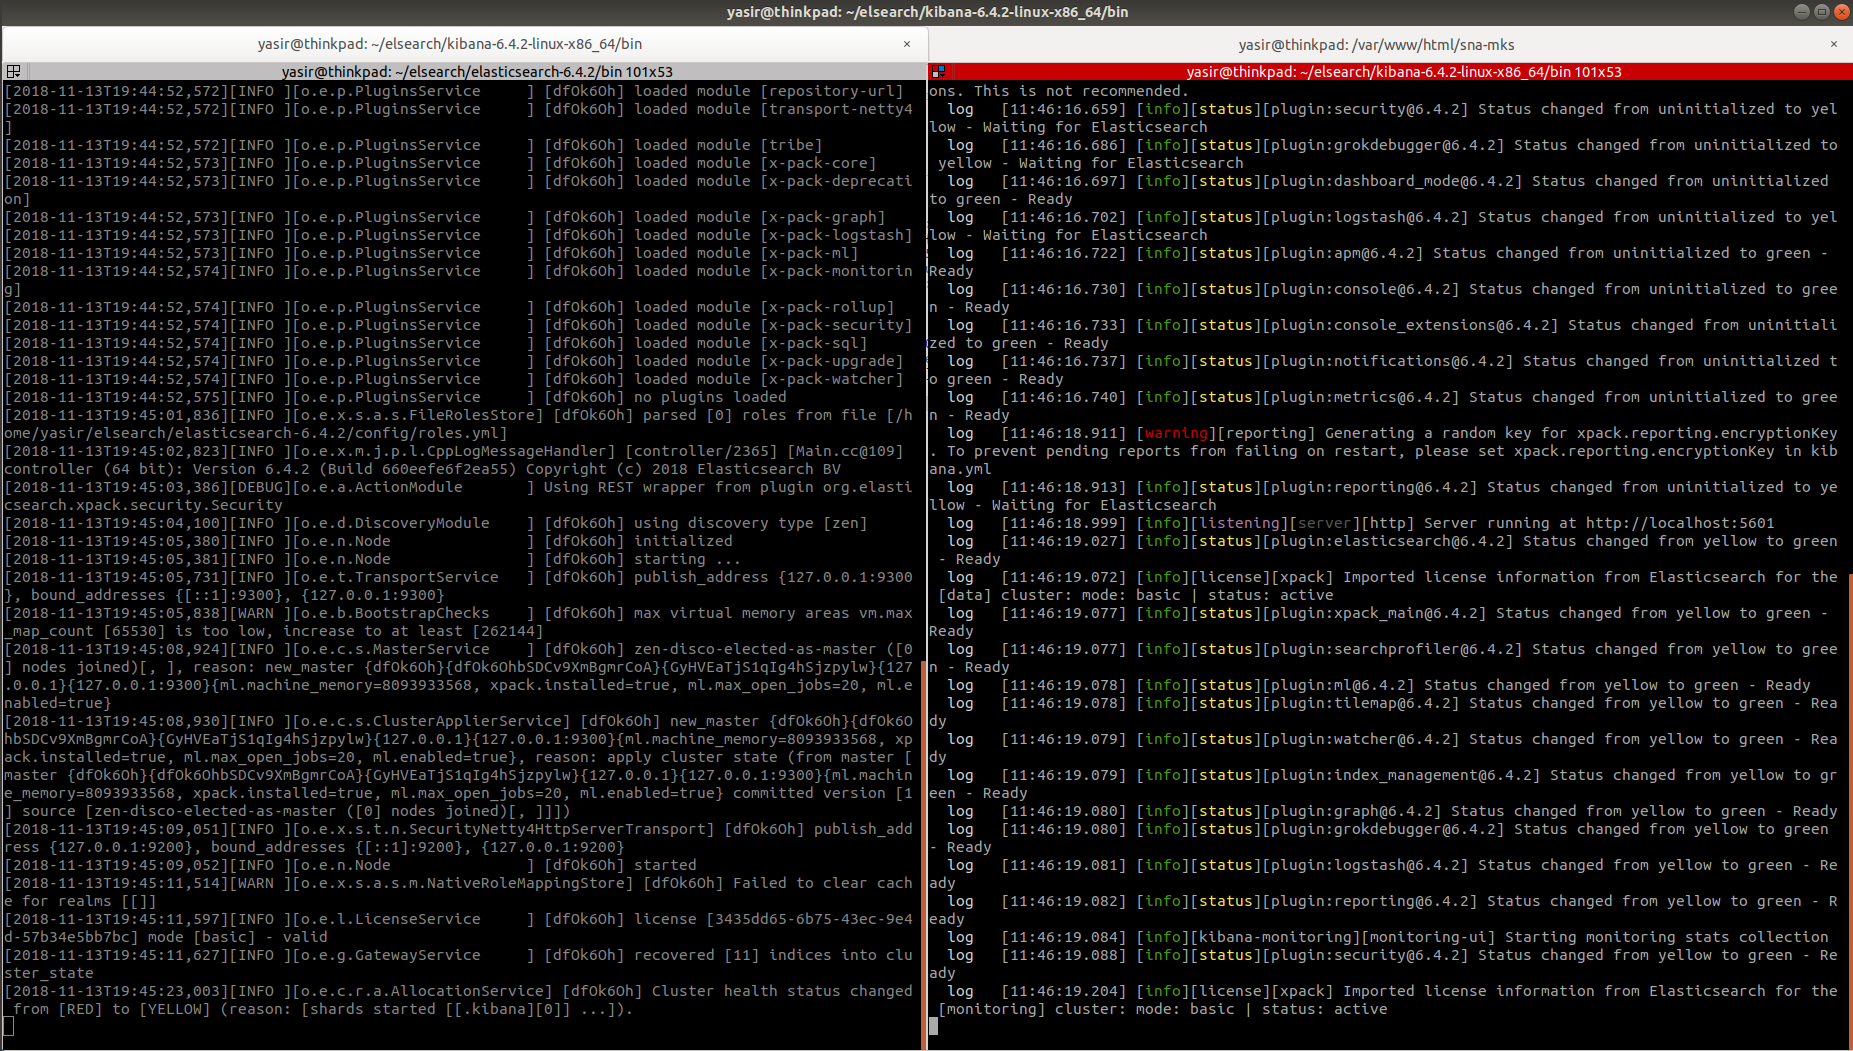 yasir@thinkpad: ~/elsearch/kibana-6.4.2-linux-x86_64/bin
yasir@thinkpad: ~/elsearch/kibana-6.4.2-linux-x86_64/bin
yasir@thinkpad: /var/www/html/sna-mks
yasir@thinkpad: ~/elsearch/elasticsearch-6.4.2/bin 101x53
[2018-11-13T19:44:52,572][INFO ][o.e.p.PluginsService     ] [dfOk6Oh] loaded module [repository-url]
[2018-11-13T19:44:52,572][INFO ][o.e.p.PluginsService     ] [dfOk6Oh] loaded module [transport-netty4
]
[2018-11-13T19:44:52,572][INFO ][o.e.p.PluginsService     ] [dfOk6Oh] loaded module [tribe]
[2018-11-13T19:44:52,573][INFO ][o.e.p.PluginsService     ] [dfOk6Oh] loaded module [x-pack-core]
[2018-11-13T19:44:52,573][INFO ][o.e.p.PluginsService     ] [dfOk6Oh] loaded module [x-pack-deprecati
on]
[2018-11-13T19:44:52,573][INFO ][o.e.p.PluginsService     ] [dfOk6Oh] loaded module [x-pack-graph]
[2018-11-13T19:44:52,573][INFO ][o.e.p.PluginsService     ] [dfOk6Oh] loaded module [x-pack-logstash]
[2018-11-13T19:44:52,573][INFO ][o.e.p.PluginsService     ] [dfOk6Oh] loaded module [x-pack-ml]
[2018-11-13T19:44:52,574][INFO ][o.e.p.PluginsService     ] [dfOk6Oh] loaded module [x-pack-monitorin
g]
[2018-11-13T19:44:52,574][INFO ][o.e.p.PluginsService     ] [dfOk6Oh] loaded module [x-pack-rollup]
[2018-11-13T19:44:52,574][INFO ][o.e.p.PluginsService     ] [dfOk6Oh] loaded module [x-pack-security]
[2018-11-13T19:44:52,574][INFO ][o.e.p.PluginsService     ] [dfOk6Oh] loaded module [x-pack-sql]
[2018-11-13T19:44:52,574][INFO ][o.e.p.PluginsService     ] [dfOk6Oh] loaded module [x-pack-upgrade]
[2018-11-13T19:44:52,574][INFO ][o.e.p.PluginsService     ] [dfOk6Oh] loaded module [x-pack-watcher]
[2018-11-13T19:44:52,575][INFO ][o.e.p.PluginsService     ] [dfOk6Oh] no plugins loaded
[2018-11-13T19:45:01,836][INFO ][o.e.x.s.a.s.FileRolesStore] [dfOk6Oh] parsed [0] roles from file [/h
ome/yasir/elsearch/elasticsearch-6.4.2/config/roles.yml]
[2018-11-13T19:45:02,823][INFO ][o.e.x.m.j.p.l.CppLogMessageHandler] [controller/2365] [Main.cc@109]
controller (64 bit): Version 6.4.2 (Build 660eefe6f2ea55) Copyright (c) 2018 Elasticsearch BV
[2018-11-13T19:45:03,386][DEBUG][o.e.a.ActionModule       ] Using REST wrapper from plugin org.elasti
csearch.xpack.security.Security
[2018-11-13T19:45:04,100][INFO ][o.e.d.DiscoveryModule    ] [dfOk6Oh] using discovery type [zen]
[2018-11-13T19:45:05,380][INFO ][o.e.n.Node               ] [dfOk6Oh] initialized
[2018-11-13T19:45:05,381][INFO ][o.e.n.Node               ] [dfOk6Oh] starting ...
[2018-11-13T19:45:05,731][INFO ][o.e.t.TransportService   ] [dfOk6Oh] publish_address {127.0.0.1:9300
}, bound_addresses {[::1]:9300}, {127.0.0.1:9300}
[2018-11-13T19:45:05,838][WARN ][o.e.b.BootstrapChecks    ] [dfOk6Oh] max virtual memory areas vm.max
_map_count [65530] is too low, increase to at least [262144]
[2018-11-13T19:45:08,924][INFO ][o.e.c.s.MasterService    ] [dfOk6Oh] zen-disco-elected-as-master ([0
] nodes joined)[, ], reason: new_master {dfOk6Oh}{dfOk6OhbSDCv9XmBgmrCoA}{GyHVEaTjS1qIg4hSjzpylw}{127
.0.0.1}{127.0.0.1:9300}{ml.machine_memory=8093933568, xpack.installed=true, ml.max_open_jobs=20, ml.e
nabled=true}
[2018-11-13T19:45:08,930][INFO ][o.e.c.s.ClusterApplierService] [dfOk6Oh] new_master {dfOk6Oh}{dfOk6O
hbSDCv9XmBgmrCoA}{GyHVEaTjS1qIg4hSjzpylw}{127.0.0.1}{127.0.0.1:9300}{ml.machine_memory=8093933568, xp
ack.installed=true, ml.max_open_jobs=20, ml.enabled=true}, reason: apply cluster state (from master [
master {dfOk6Oh}{dfOk6OhbSDCv9XmBgmrCoA}{GyHVEaTjS1qIg4hSjzpylw}{127.0.0.1}{127.0.0.1:9300}{ml.machin
e_memory=8093933568, xpack.installed=true, ml.max_open_jobs=20, ml.enabled=true} committed version [1
] source [zen-disco-elected-as-master ([0] nodes joined)[, ]]])
[2018-11-13T19:45:09,051][INFO ][o.e.x.s.t.n.SecurityNetty4HttpServerTransport] [dfOk6Oh] publish_add
ress {127.0.0.1:9200}, bound_addresses {[::1]:9200}, {127.0.0.1:9200}
[2018-11-13T19:45:09,052][INFO ][o.e.n.Node               ] [dfOk6Oh] started
[2018-11-13T19:45:11,514][WARN ][o.e.x.s.a.s.m.NativeRoleMappingStore] [dfOk6Oh] Failed to clear cach
e for realms [[]]
[2018-11-13T19:45:11,597][INFO ][o.e.l.LicenseService     ] [dfOk6Oh] license [3435dd65-6b75-43ec-9e4
d-57b34e5bb7bc] mode [basic] - valid
[2018-11-13T19:45:11,627][INFO ][o.e.g.GatewayService     ] [dfOk6Oh] recovered [11] indices into clu
ster_state
[2018-11-13T19:45:23,003][INFO ][o.e.c.r.a.AllocationService] [dfOk6Oh] Cluster health status changed
 from [RED] to [YELLOW] (reason: [shards started [[.kibana][0]] ...]).
yasir@thinkpad: ~/elsearch/kibana-6.4.2-linux-x86_64/bin 101x53
ons. This is not recommended.
  log   [11:46:16.659] [info][status][plugin:security@6.4.2] Status changed from uninitialized to yel
low - Waiting for Elasticsearch
  log   [11:46:16.686] [info][status][plugin:grokdebugger@6.4.2] Status changed from uninitialized to
 yellow - Waiting for Elasticsearch
  log   [11:46:16.697] [info][status][plugin:dashboard_mode@6.4.2] Status changed from uninitialized
to green - Ready
  log   [11:46:16.702] [info][status][plugin:logstash@6.4.2] Status changed from uninitialized to yel
low - Waiting for Elasticsearch
  log   [11:46:16.722] [info][status][plugin:apm@6.4.2] Status changed from uninitialized to green -
Ready
  log   [11:46:16.730] [info][status][plugin:console@6.4.2] Status changed from uninitialized to gree
n - Ready
  log   [11:46:16.733] [info][status][plugin:console_extensions@6.4.2] Status changed from uninitiali
zed to green - Ready
  log   [11:46:16.737] [info][status][plugin:notifications@6.4.2] Status changed from uninitialized t
o green - Ready
  log   [11:46:16.740] [info][status][plugin:metrics@6.4.2] Status changed from uninitialized to gree
n - Ready
  log   [11:46:18.911] [warning][reporting] Generating a random key for xpack.reporting.encryptionKey
. To prevent pending reports from failing on restart, please set xpack.reporting.encryptionKey in kib
ana.yml
  log   [11:46:18.913] [info][status][plugin:reporting@6.4.2] Status changed from uninitialized to ye
llow - Waiting for Elasticsearch
  log   [11:46:18.999] [info][listening][server][http] Server running at http://localhost:5601
  log   [11:46:19.027] [info][status][plugin:elasticsearch@6.4.2] Status changed from yellow to green
 - Ready
  log   [11:46:19.072] [info][license][xpack] Imported license information from Elasticsearch for the
 [data] cluster: mode: basic | status: active
  log   [11:46:19.077] [info][status][plugin:xpack_main@6.4.2] Status changed from yellow to green -
Ready
  log   [11:46:19.077] [info][status][plugin:searchprofiler@6.4.2] Status changed from yellow to gree
n - Ready
  log   [11:46:19.078] [info][status][plugin:ml@6.4.2] Status changed from yellow to green - Ready
  log   [11:46:19.078] [info][status][plugin:tilemap@6.4.2] Status changed from yellow to green - Rea
dy
  log   [11:46:19.079] [info][status][plugin:watcher@6.4.2] Status changed from yellow to green - Rea
dy
  log   [11:46:19.079] [info][status][plugin:index_management@6.4.2] Status changed from yellow to gr
een - Ready
  log   [11:46:19.080] [info][status][plugin:graph@6.4.2] Status changed from yellow to green - Ready
  log   [11:46:19.080] [info][status][plugin:grokdebugger@6.4.2] Status changed from yellow to green
- Ready
  log   [11:46:19.081] [info][status][plugin:logstash@6.4.2] Status changed from yellow to green - Re
ady
  log   [11:46:19.082] [info][status][plugin:reporting@6.4.2] Status changed from yellow to green - R
eady
  log   [11:46:19.084] [info][kibana-monitoring][monitoring-ui] Starting monitoring stats collection
  log   [11:46:19.088] [info][status][plugin:security@6.4.2] Status changed from yellow to green - Re
ady
  log   [11:46:19.204] [info][license][xpack] Imported license information from Elasticsearch for the
 [monitoring] cluster: mode: basic | status: active